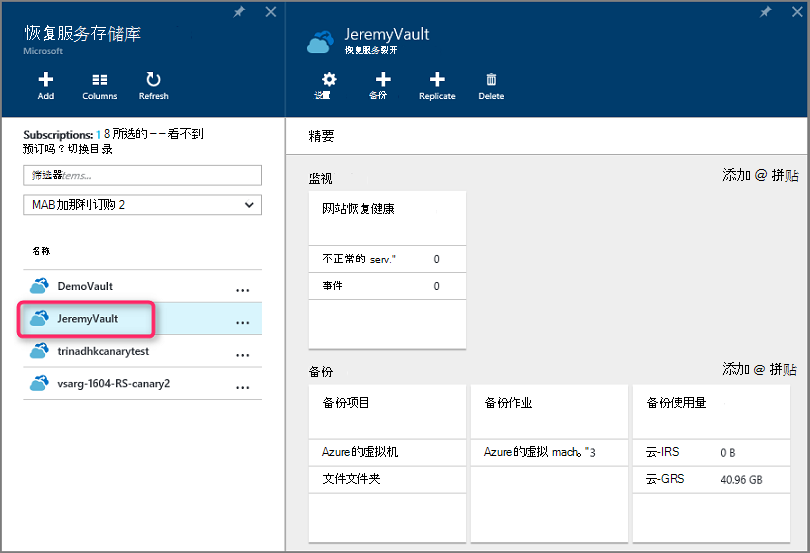 恢复服务存储库
Microsoft
Add
Columns
Refresh
Subscriptions: 1 8 所选的 – – 看不到
预订吗？切换目录
筛选器tems...
MAB加那利订购 2
名称
DemoVault ...
JeremyVault ...
trinadhkcanarytest ...
vsarg-1604-RS-canary2 ...
JeremyVault
恢复服务裂开
设置
备份
Replicate
Delete
精要
监视
添加 @ 拼贴
网站恢复健康
不正常的 serv." 0
事件 0
备份
添加 @ 拼贴
备份项目
Azure的虚拟机
文件文件夹
备份作业
Azure的虚拟 mach。"3
备份使用量
云-IRS 0 B
云-GRS 40.96 GB